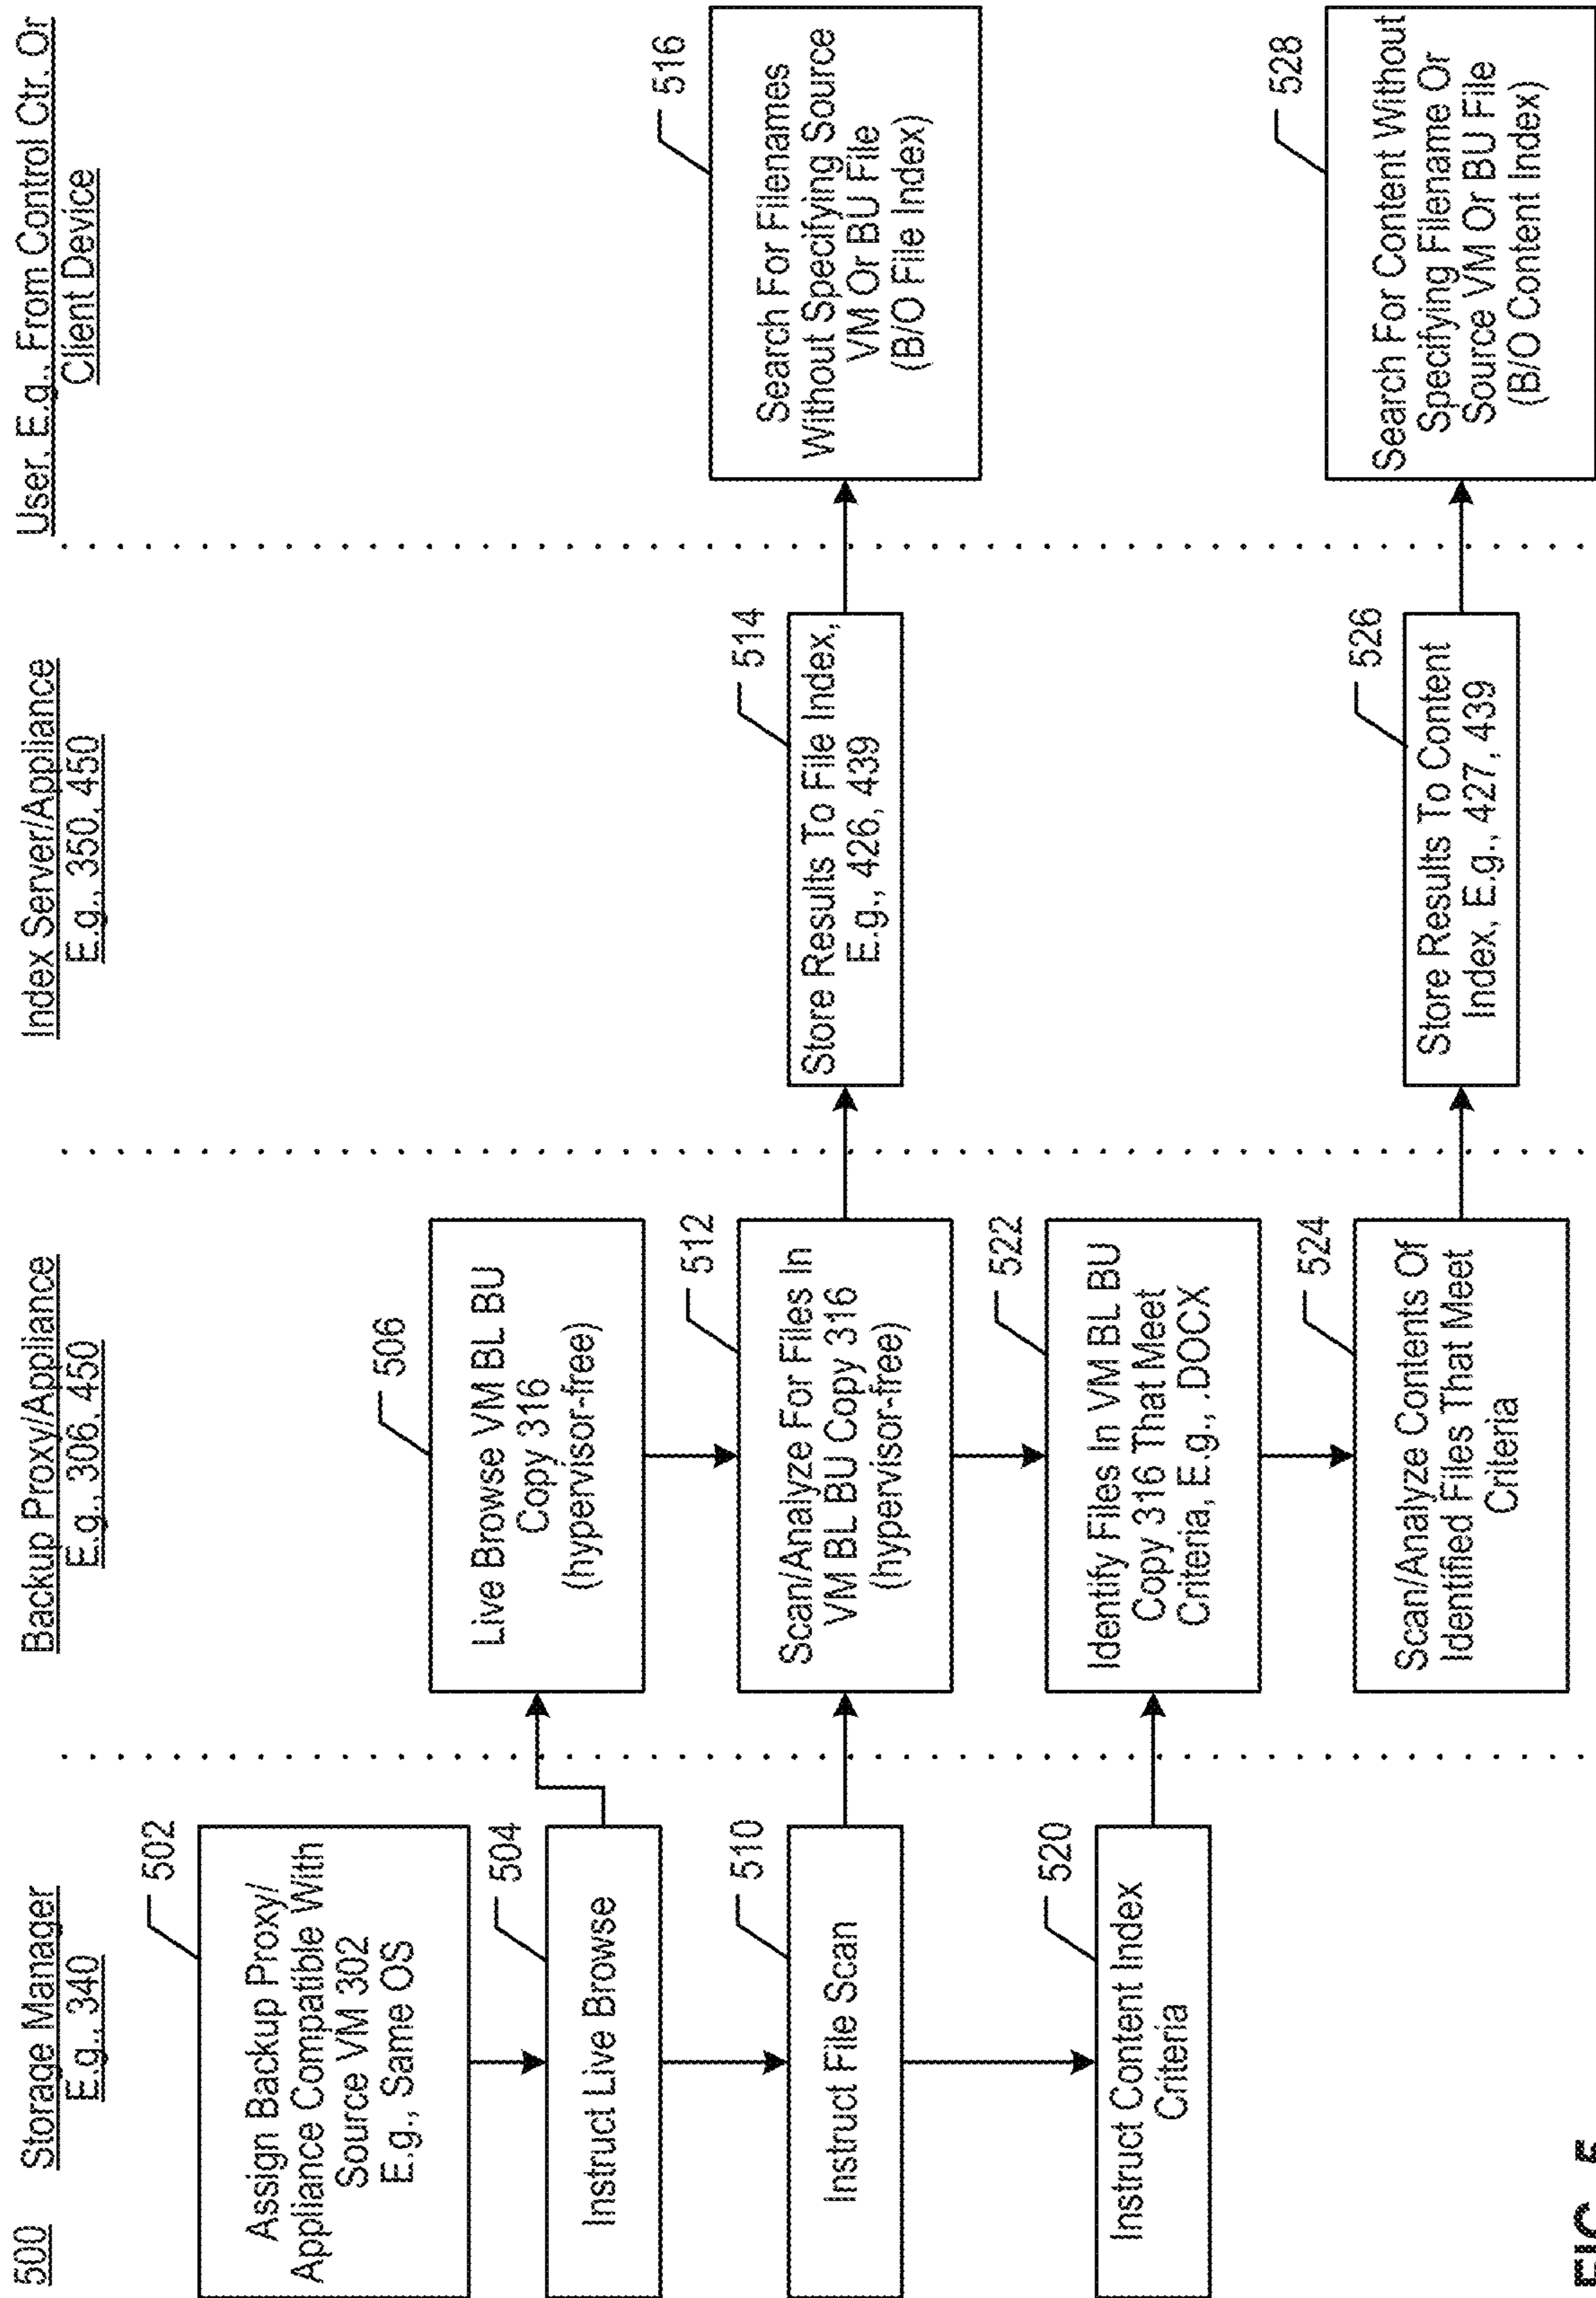 500
Storage Manager
E.g., 340
Backup Proxy/Appliance
E.g., 306, 450
Index Server/Appliance
E.g., 350, 450
User, E.g., From Control Ctr. Or
Client Device
502
Assign Backup Proxy/
Appliance Compatible With
Source VM 302
E.g., Same OS
504
Instruct Live Browse
506
Live Browse VM BL BU
Copy 316
(hypervisor-free)
510
Instruct File Scan
512
Scan/Analyze For Files In
VM BL BU Copy 316
(hypervisor-free)
514
Store Results To File Index,
E.g., 426, 439
516
Search For Filenames
Without Specifying Source
VM Or BU File
(B/O File Index)
520
Instruct Content Index
Criteria
522
Identify Files In VM BL BU
Copy 316 That Meet
Criteria, E.g., .DOCX
524
Scan/Analyze Contents Of
Identified Files That Meet
Criteria
526
Store Results To Content
Index, E.g., 427, 439
528
Search For Content Without
Specifying Filename Or
Source VM Or BU File
(B/O Content Index)
FIG. 5